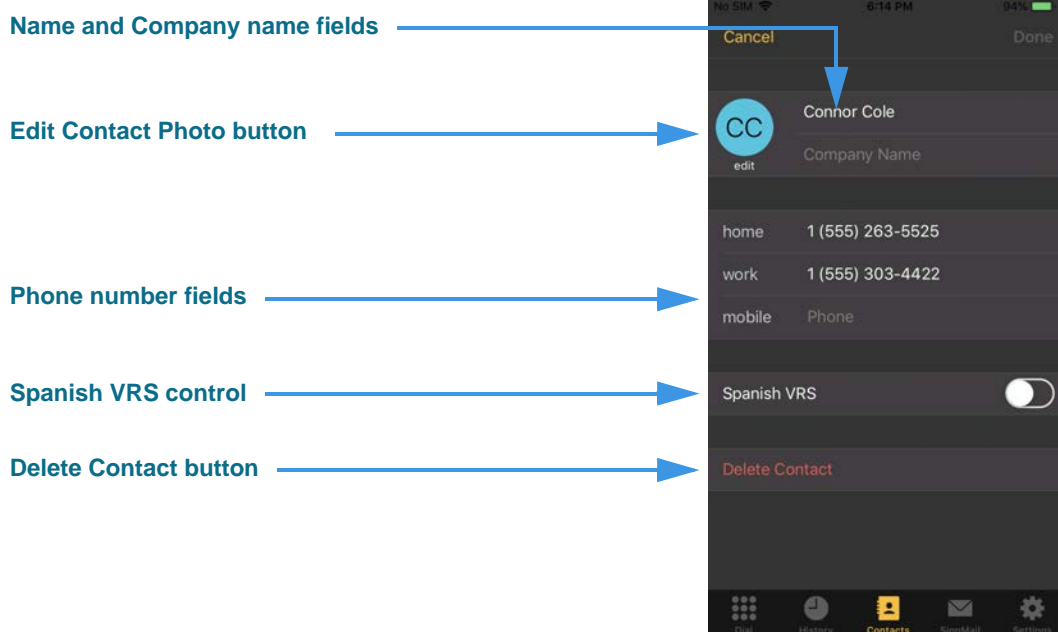 No SIM 6:14 PM 94%
Name and Company name fields
Cancel Done
Connor Cole
Edit Contact Photo button
CC
Company Name
edit
home 1 (555) 263-5525
work 1 (555) 303-4422
Phone number fields
mobile Phone
Spanish VRS control
Spanish VRS
Delete Contact button
Delete Contact
Dial History Contacts SignMail Settings